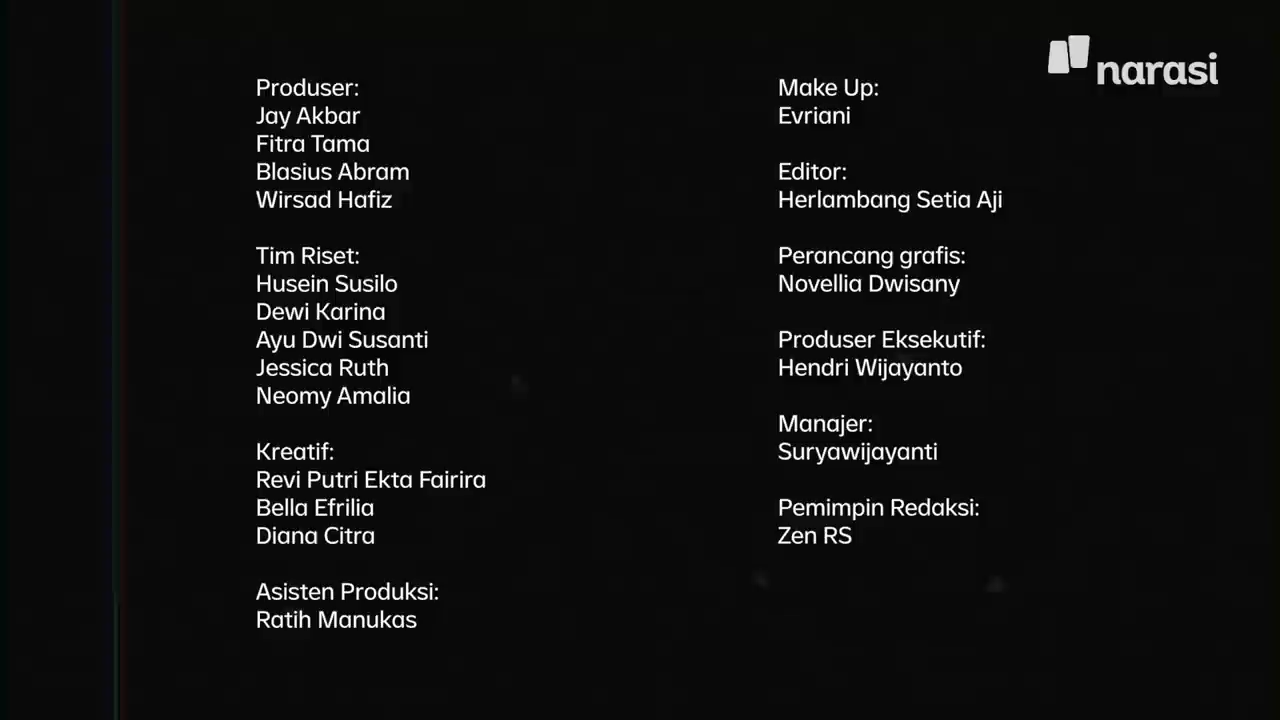 narasi
Produser:
Jay Akbar
Fitra Tama
Blasius Abram
Wirsad Hafiz
Tim Riset:
Husein Susilo
Dewi Karina
Ayu Dwi Susanti
Jessica Ruth
Neomy Amalia
Kreatif:
Revi Putri Ekta Fairira
Bella Efrilia
Diana Citra
Asisten Produksi:
Ratih Manukas
Make Up:
Evriani
Editor:
Herlambang Setia Aji
Perancang grafis:
Novellia Dwisany
Produser Eksekutif:
Hendri Wijayanto
Manajer:
Suryawijayanti
Pemimpin Redaksi:
Zen RS